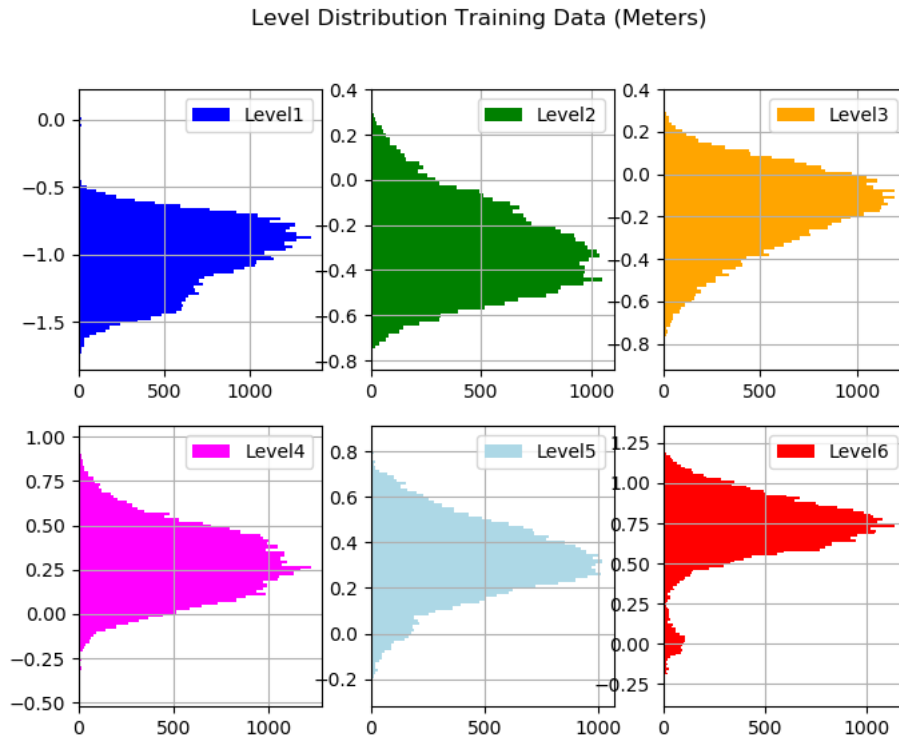 Level Distribution Training Data (Meters)
Level1
0.0
−0.5
−1.0
−1.5
0 500 1000
Level2
0.4
0.2
0.0
−0.2
−0.4
−0.6
−0.8
0 500 1000
Level3
0.4
0.2
0.0
−0.2
−0.4
−0.6
−0.8
0 500 1000
Level4
1.00
0.75
0.50
0.25
0.00
−0.25
−0.50
0 500 1000
Level5
0.8
0.6
0.4
0.2
0.0
−0.2
0 500 1000
Level6
1.25
1.00
0.75
0.50
0.25
0.00
−0.25
0 500 1000